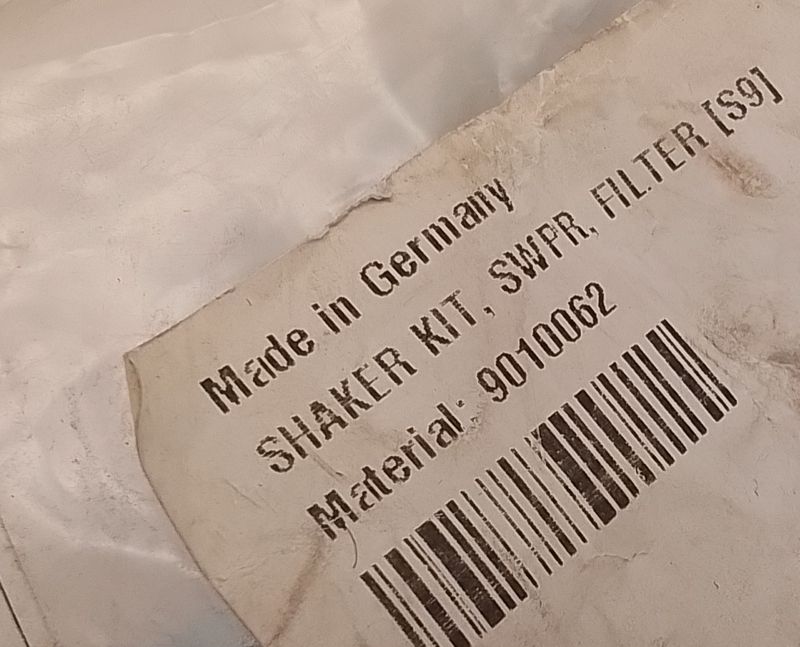 Made in Germany
SHAKER KIT, SWPR, FILTER [S9]
Material: 9010062